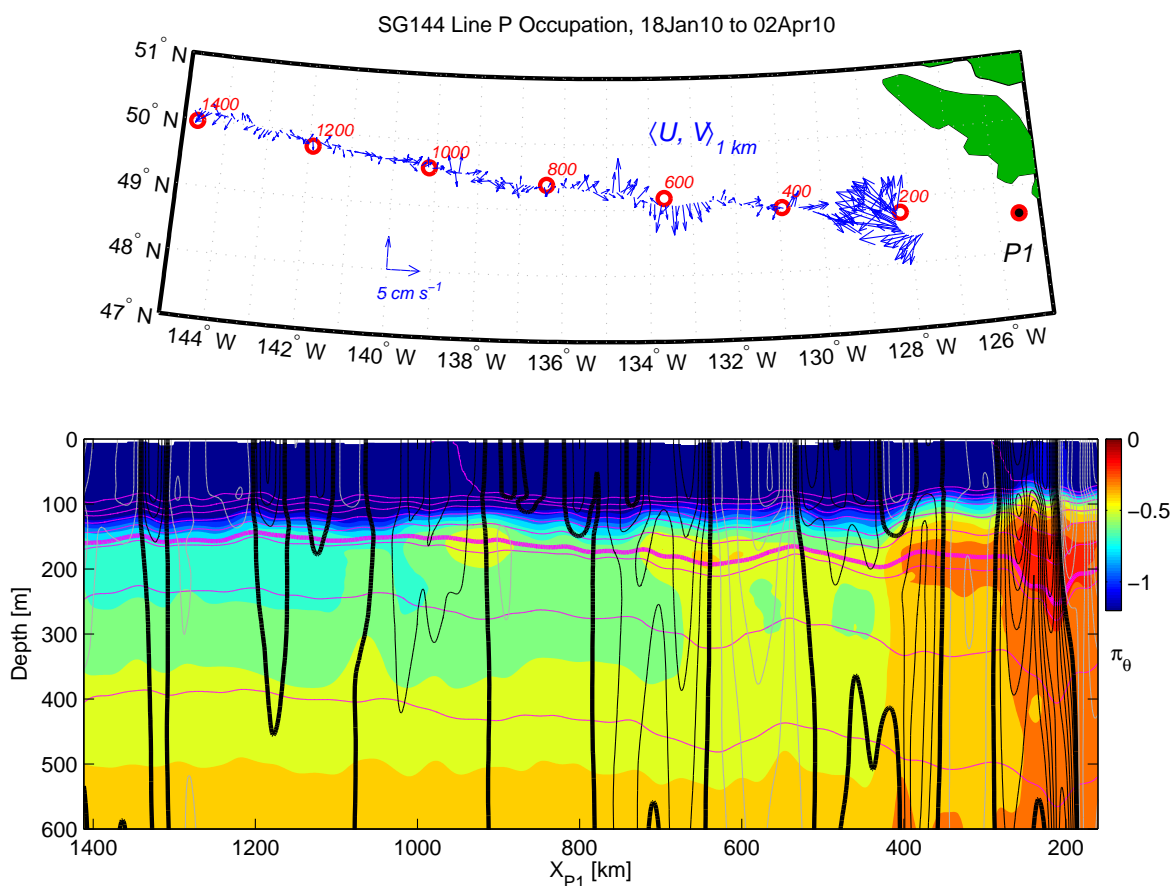 SG144 Line P Occupation, 18Jan10 to 02Apr10
51° N
50° N
49° N
48° N
47° N
1400
1200
1000
800
600
400
200
⟨U, V⟩1 km
P1
5 cm s−1
144° W
142° W
140° W
138° W
136° W
134° W
132° W
130° W
128° W
126° W
0
100
200
300
400
500
600
Depth [m]
1400
1200
1000
800
600
400
200
XP1 [km]
0
−0.5
−1
πθ